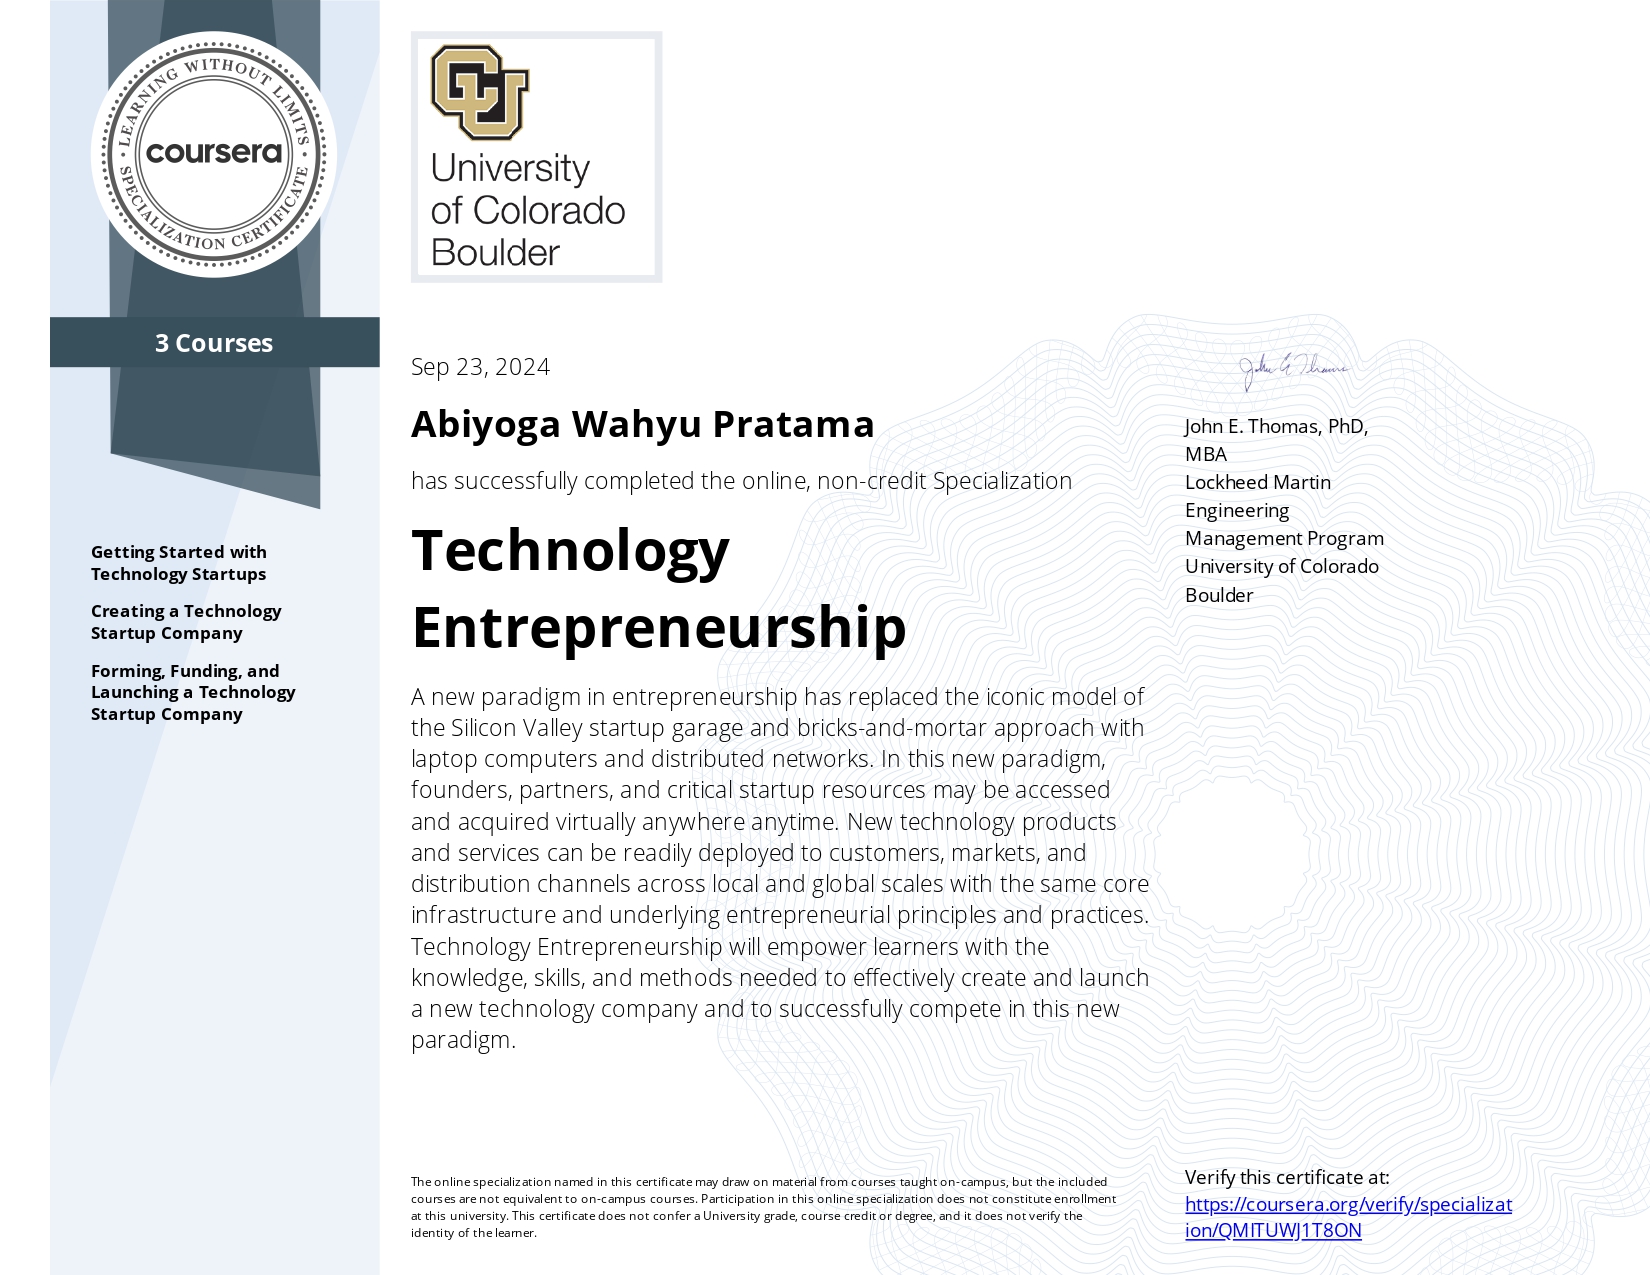 LEARNING WITHOUT LIMITS
coursera
SPECIALIZATION CERTIFICATE
3 Courses
Getting Started with
Technology Startups
Creating a Technology
Startup Company
Forming, Funding, and
Launching a Technology
Startup Company
CU
University
of Colorado
Boulder
Sep 23, 2024
Abiyoga Wahyu Pratama
has successfully completed the online, non-credit Specialization
Technology
Entrepreneurship
A new paradigm in entrepreneurship has replaced the iconic model of
the Silicon Valley startup garage and bricks-and-mortar approach with
laptop computers and distributed networks. In this new paradigm,
founders, partners, and critical startup resources may be accessed
and acquired virtually anywhere anytime. New technology products
and services can be readily deployed to customers, markets, and
distribution channels across local and global scales with the same core
infrastructure and underlying entrepreneurial principles and practices.
Technology Entrepreneurship will empower learners with the
knowledge, skills, and methods needed to effectively create and launch
a new technology company and to successfully compete in this new
paradigm.
John E Thomas
John E. Thomas, PhD,
MBA
Lockheed Martin
Engineering
Management Program
University of Colorado
Boulder
The online specialization named in this certificate may draw on material from courses taught on-campus, but the included
courses are not equivalent to on-campus courses. Participation in this online specialization does not constitute enrollment
at this university. This certificate does not confer a University grade, course credit or degree, and it does not verify the
identity of the learner.
Verify this certificate at:
https://coursera.org/verify/specializat
ion/QMITUWJ1T8ON